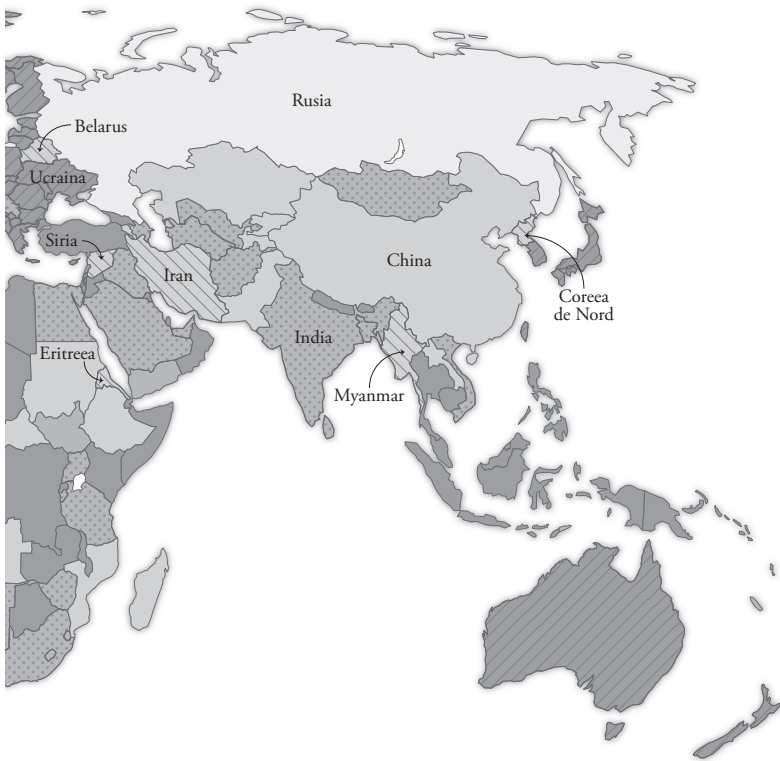 Rusia
Belarus
Ucraina
Siria
Iran
China
Coreea
de Nord
India
Eritreea
Myanmar